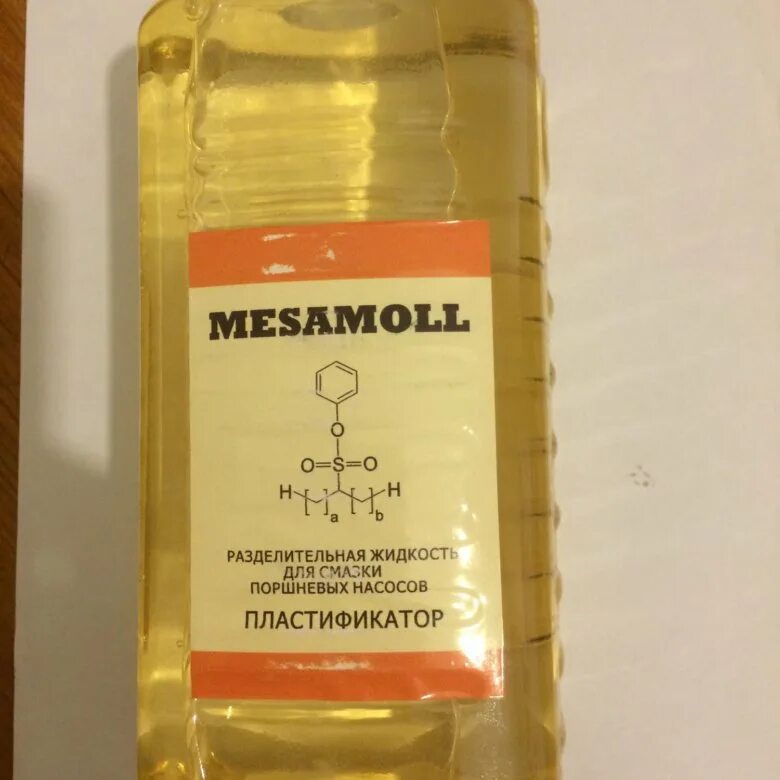 MESAMOLL
O
O=S=O
H [ ]a [ ]b H
РАЗДЕЛИТЕЛЬНАЯ ЖИДКОСТЬ
ДЛЯ СМАЗКИ
ПОРШНЕВЫХ НАСОСОВ
ПЛАСТИФИКАТОР